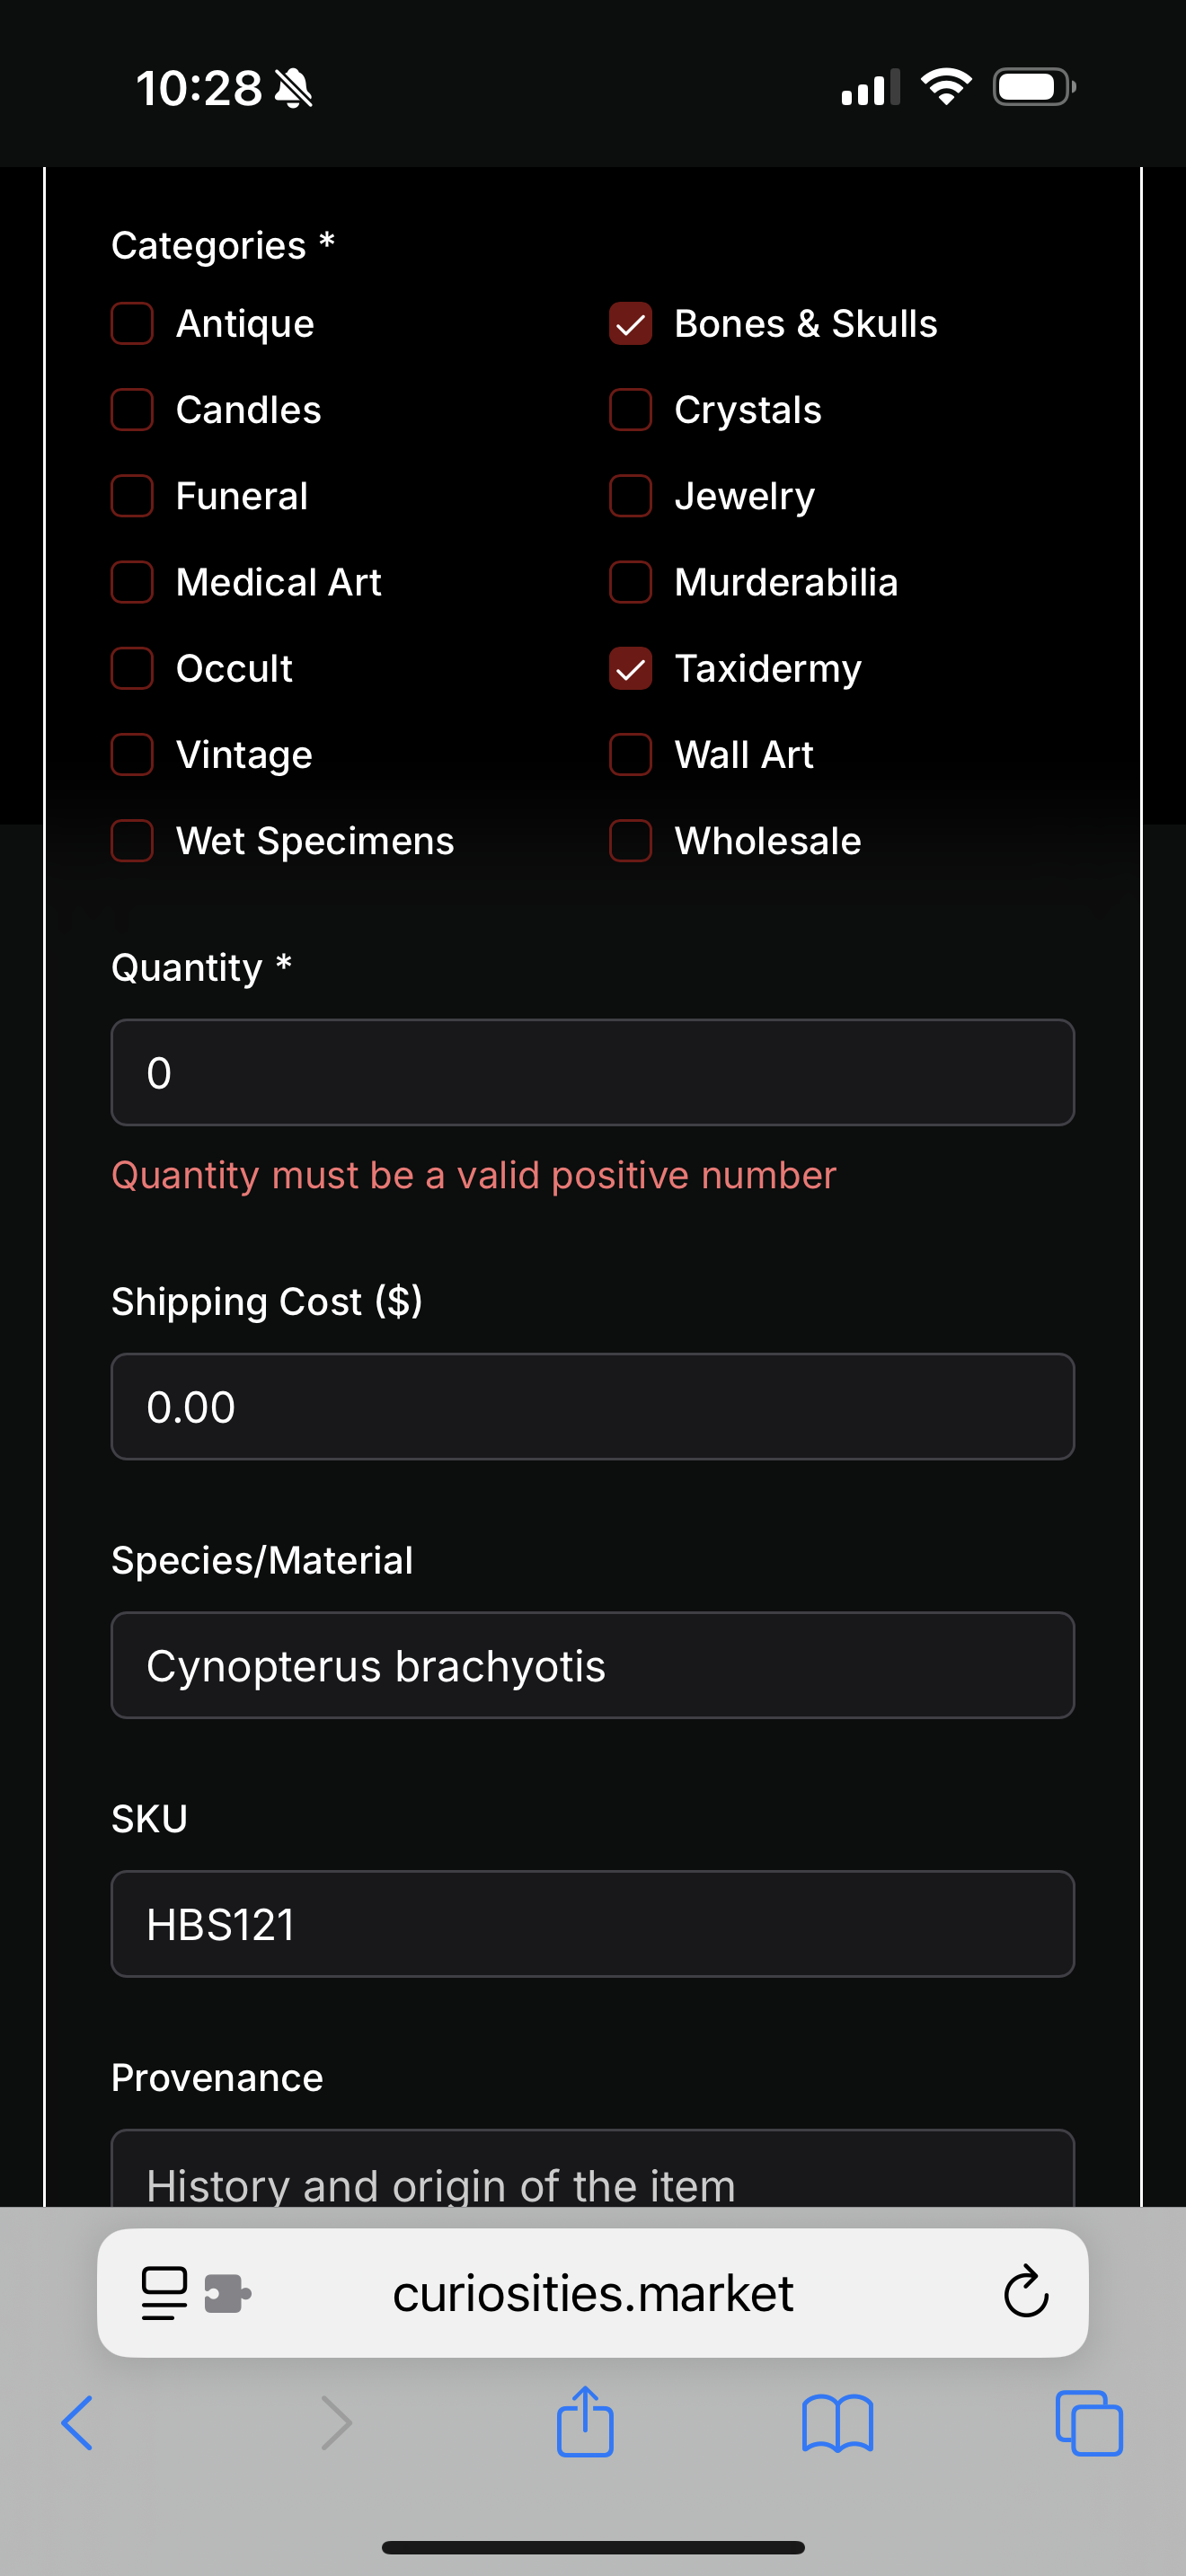 10:28
Categories *
Antique
Bones & Skulls
Candles
Crystals
Funeral
Jewelry
Medical Art
Murderabilia
Occult
Taxidermy
Vintage
Wall Art
Wet Specimens
Wholesale
Quantity *
0
Quantity must be a valid positive number
Shipping Cost ($)
0.00
Species/Material
Cynopterus brachyotis
SKU
HBS121
Provenance
History and origin of the item
curiosities.market